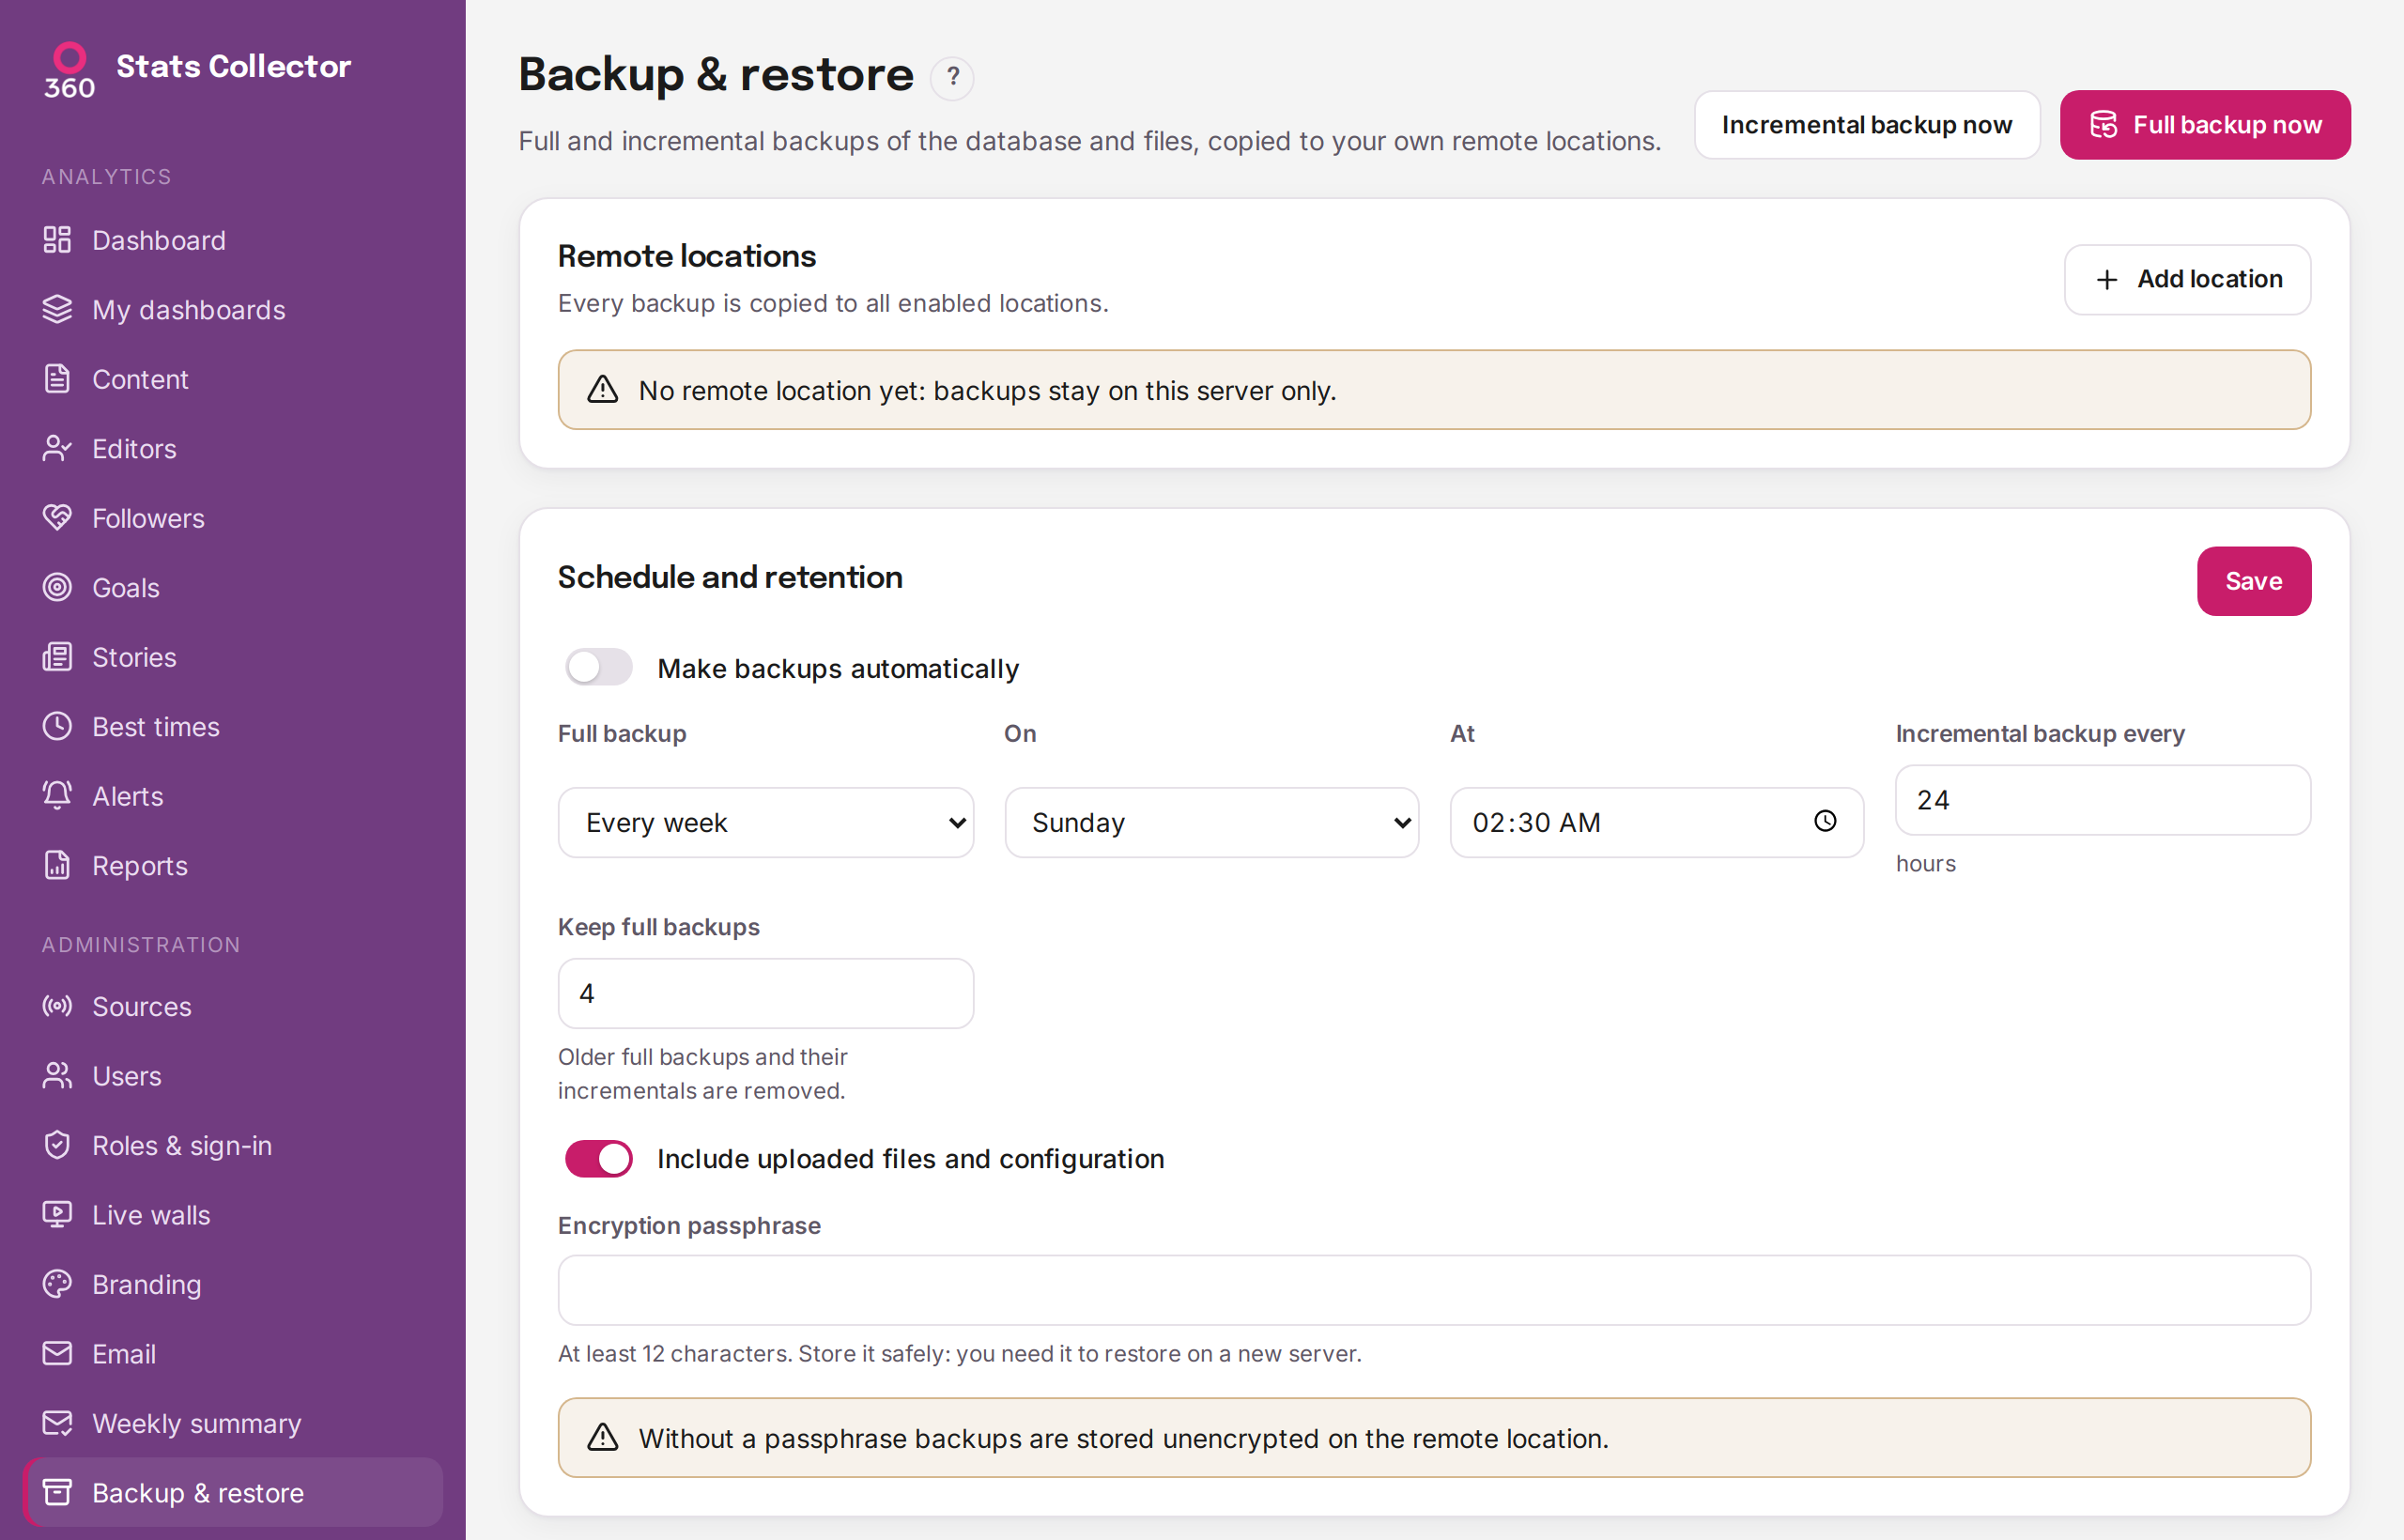 360
Stats Collector
ANALYTICS
Dashboard
My dashboards
Content
Editors
Followers
Goals
Stories
Best times
Alerts
Reports
ADMINISTRATION
Sources
Users
Roles & sign-in
Live walls
Branding
Email
Weekly summary
Backup & restore
Backup & restore ?
Full and incremental backups of the database and files, copied to your own remote locations.
Incremental backup now
Full backup now
Remote locations
Every backup is copied to all enabled locations.
Add location
No remote location yet: backups stay on this server only.
Schedule and retention
Save
Make backups automatically
Full backup
Every week
On
Sunday
At
02:30 AM
Incremental backup every
24
hours
Keep full backups
4
Older full backups and their
incrementals are removed.
Include uploaded files and configuration
Encryption passphrase
At least 12 characters. Store it safely: you need it to restore on a new server.
Without a passphrase backups are stored unencrypted on the remote location.